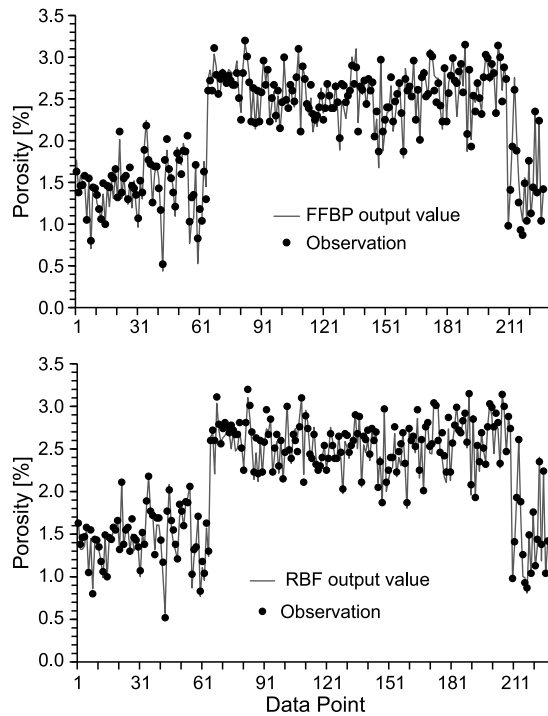 3.5
3.0
2.5
2.0
1.5
1.0
0.5
0.0
Porosity [%]
FFBP output value
Observation
1 31 61 91 121 151 181 211
3.5
3.0
2.5
2.0
1.5
1.0
0.5
0.0
Porosity [%]
RBF output value
Observation
1 31 61 91 121 151 181 211
Data Point